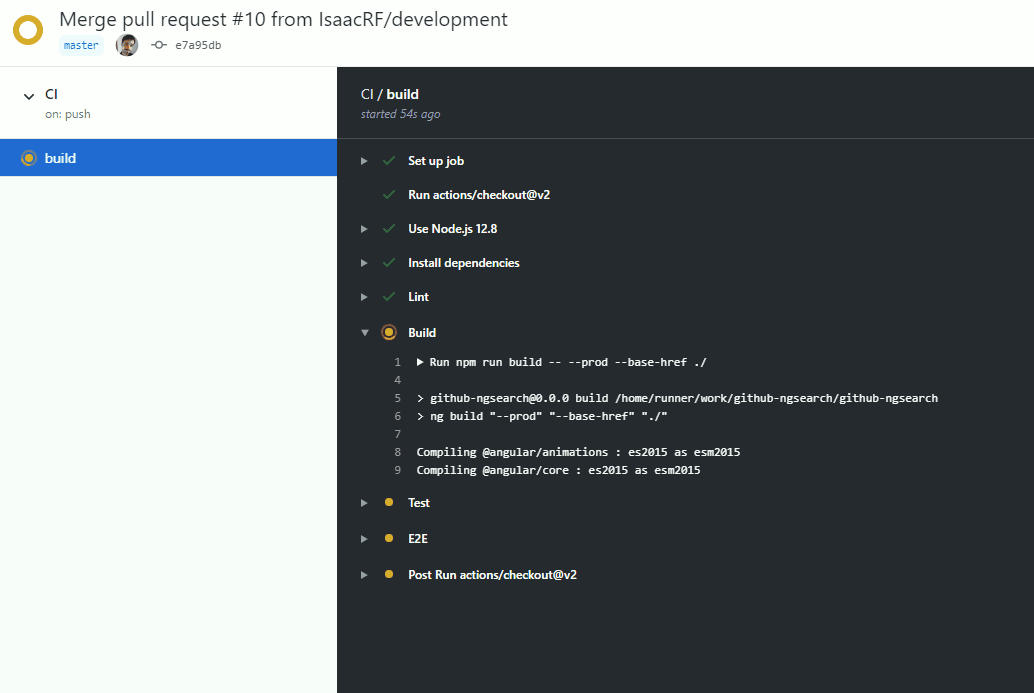 Merge pull request #10 from IsaacRF/development
master e7a95db
CI
on: push
build
CI / build
started 54s ago
Set up job
Run actions/checkout@v2
Use Node.js 12.8
Install dependencies
Lint
Build
1 Run npm run build -- --prod --base-href ./
4
5 > github-ngsearch@0.0.0 build /home/runner/work/github-ngsearch/github-ngsearch
6 > ng build "--prod" "--base-href" "./"
7
8 Compiling @angular/animations : es2015 as esm2015
9 Compiling @angular/core : es2015 as esm2015
Test
E2E
Post Run actions/checkout@v2